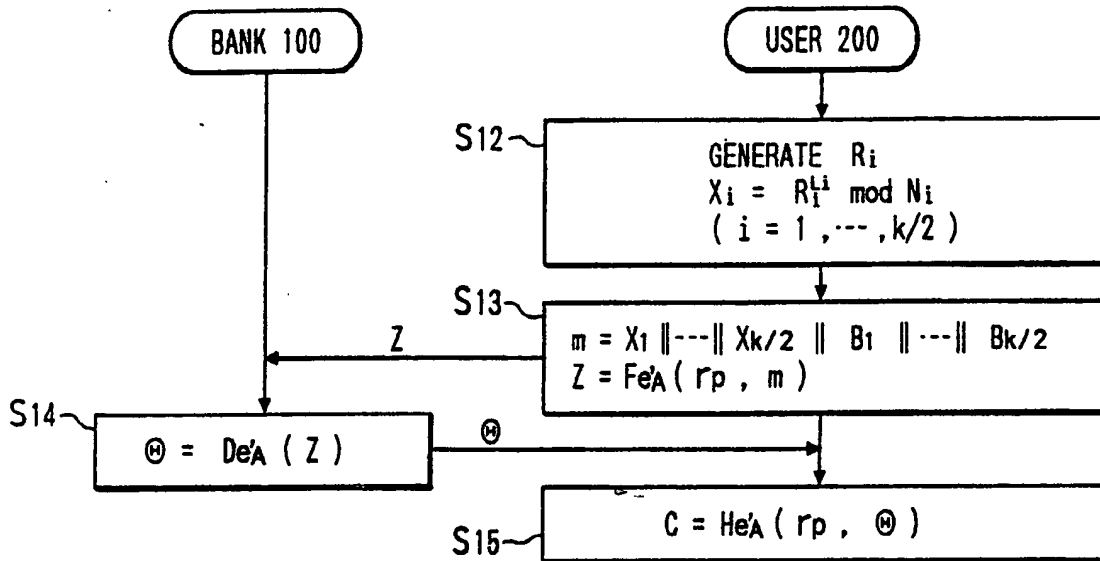 BANK 100
USER 200
S12
GENERATE Ri
Xi = Ri^Li mod Ni
( i = 1 ,---, k/2 )
S13
m = X1 ||---|| Xk/2 || B1 ||---|| Bk/2
Z = Fe'A ( rp , m )
Z
S14
Θ = De'A ( Z )
Θ
S15
C = He'A ( rp , Θ )